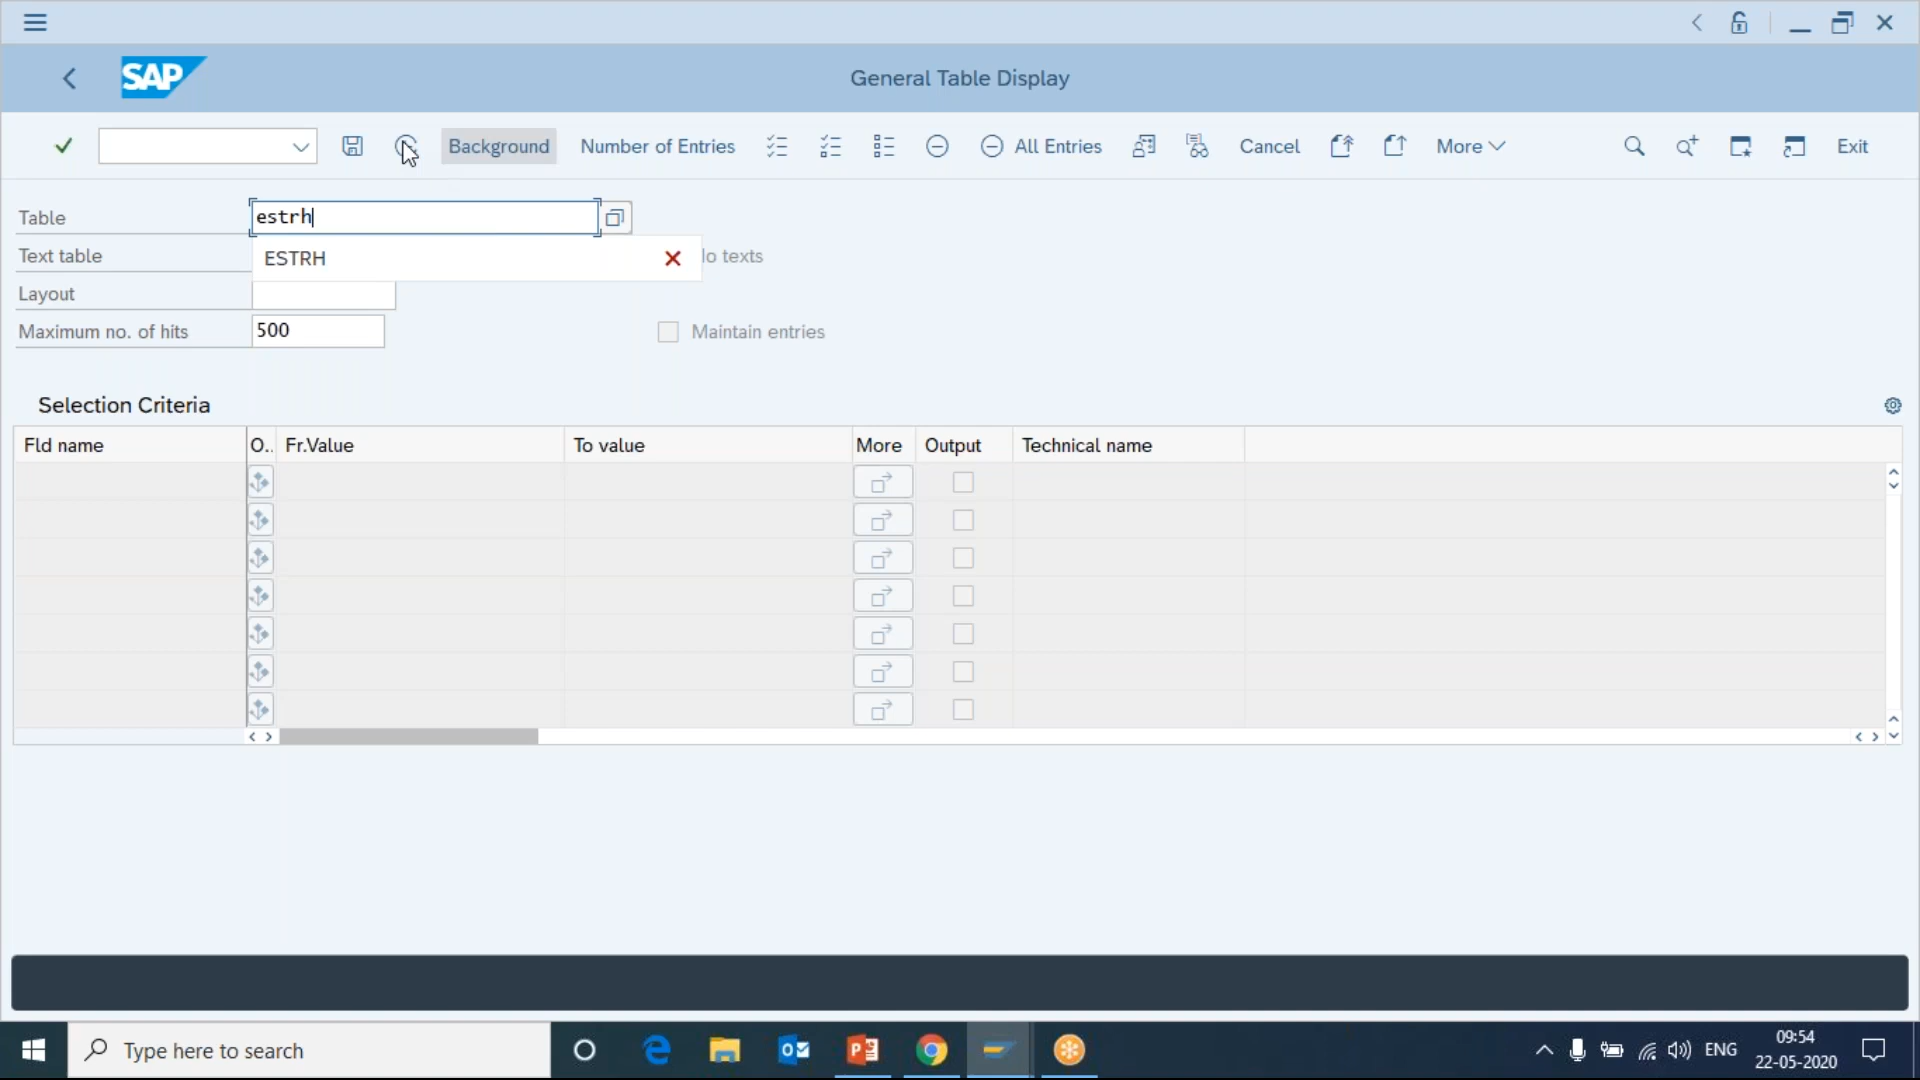 SAP
General Table Display
Background
Number of Entries
All Entries
Cancel
More
Exit
Table
estrh
ESTRH
Text table
o texts
Layout
Maximum no. of hits
500
Maintain entries
Selection Criteria
Fld name
O..
Fr.Value
To value
More
Output
Technical name
Type here to search
ENG
09:54
22-05-2020